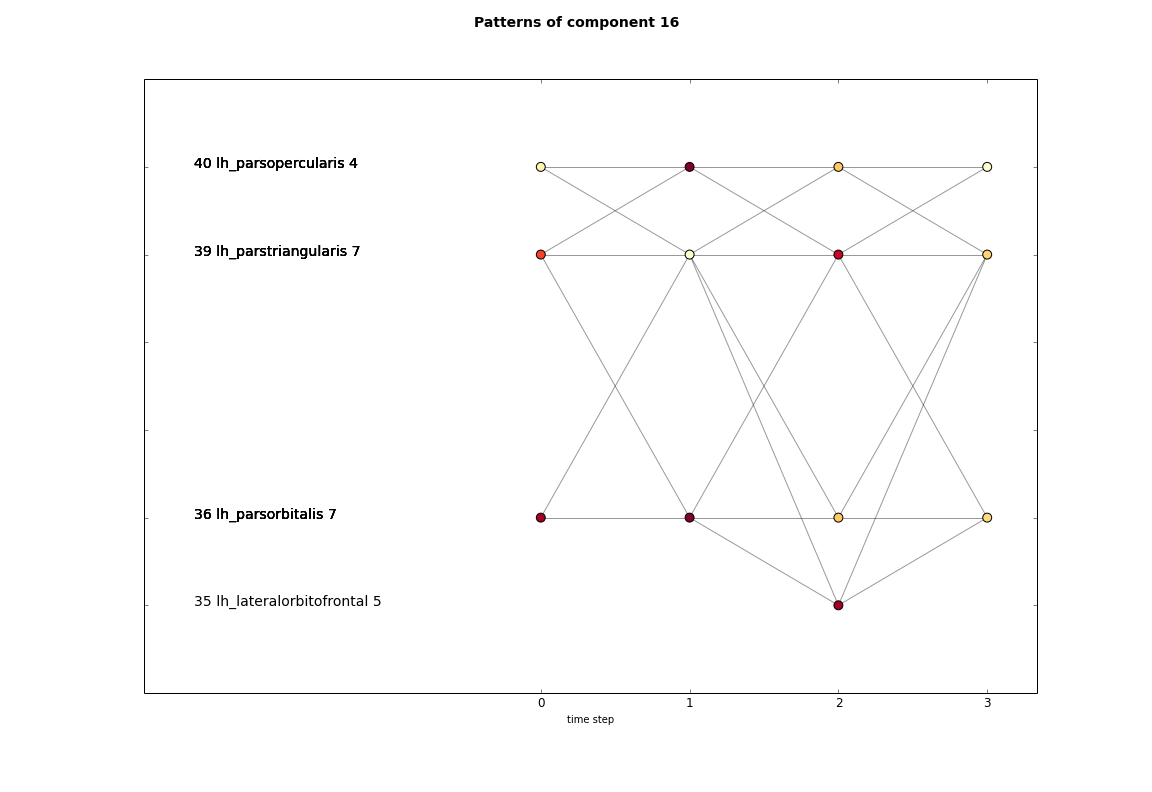 Patterns of component 16
40 lh_parsopercularis 4
39 lh_parstriangularis 7
36 lh_parsorbitalis 7
35 lh_lateralorbitofrontal 5
0 1 2 3
time step